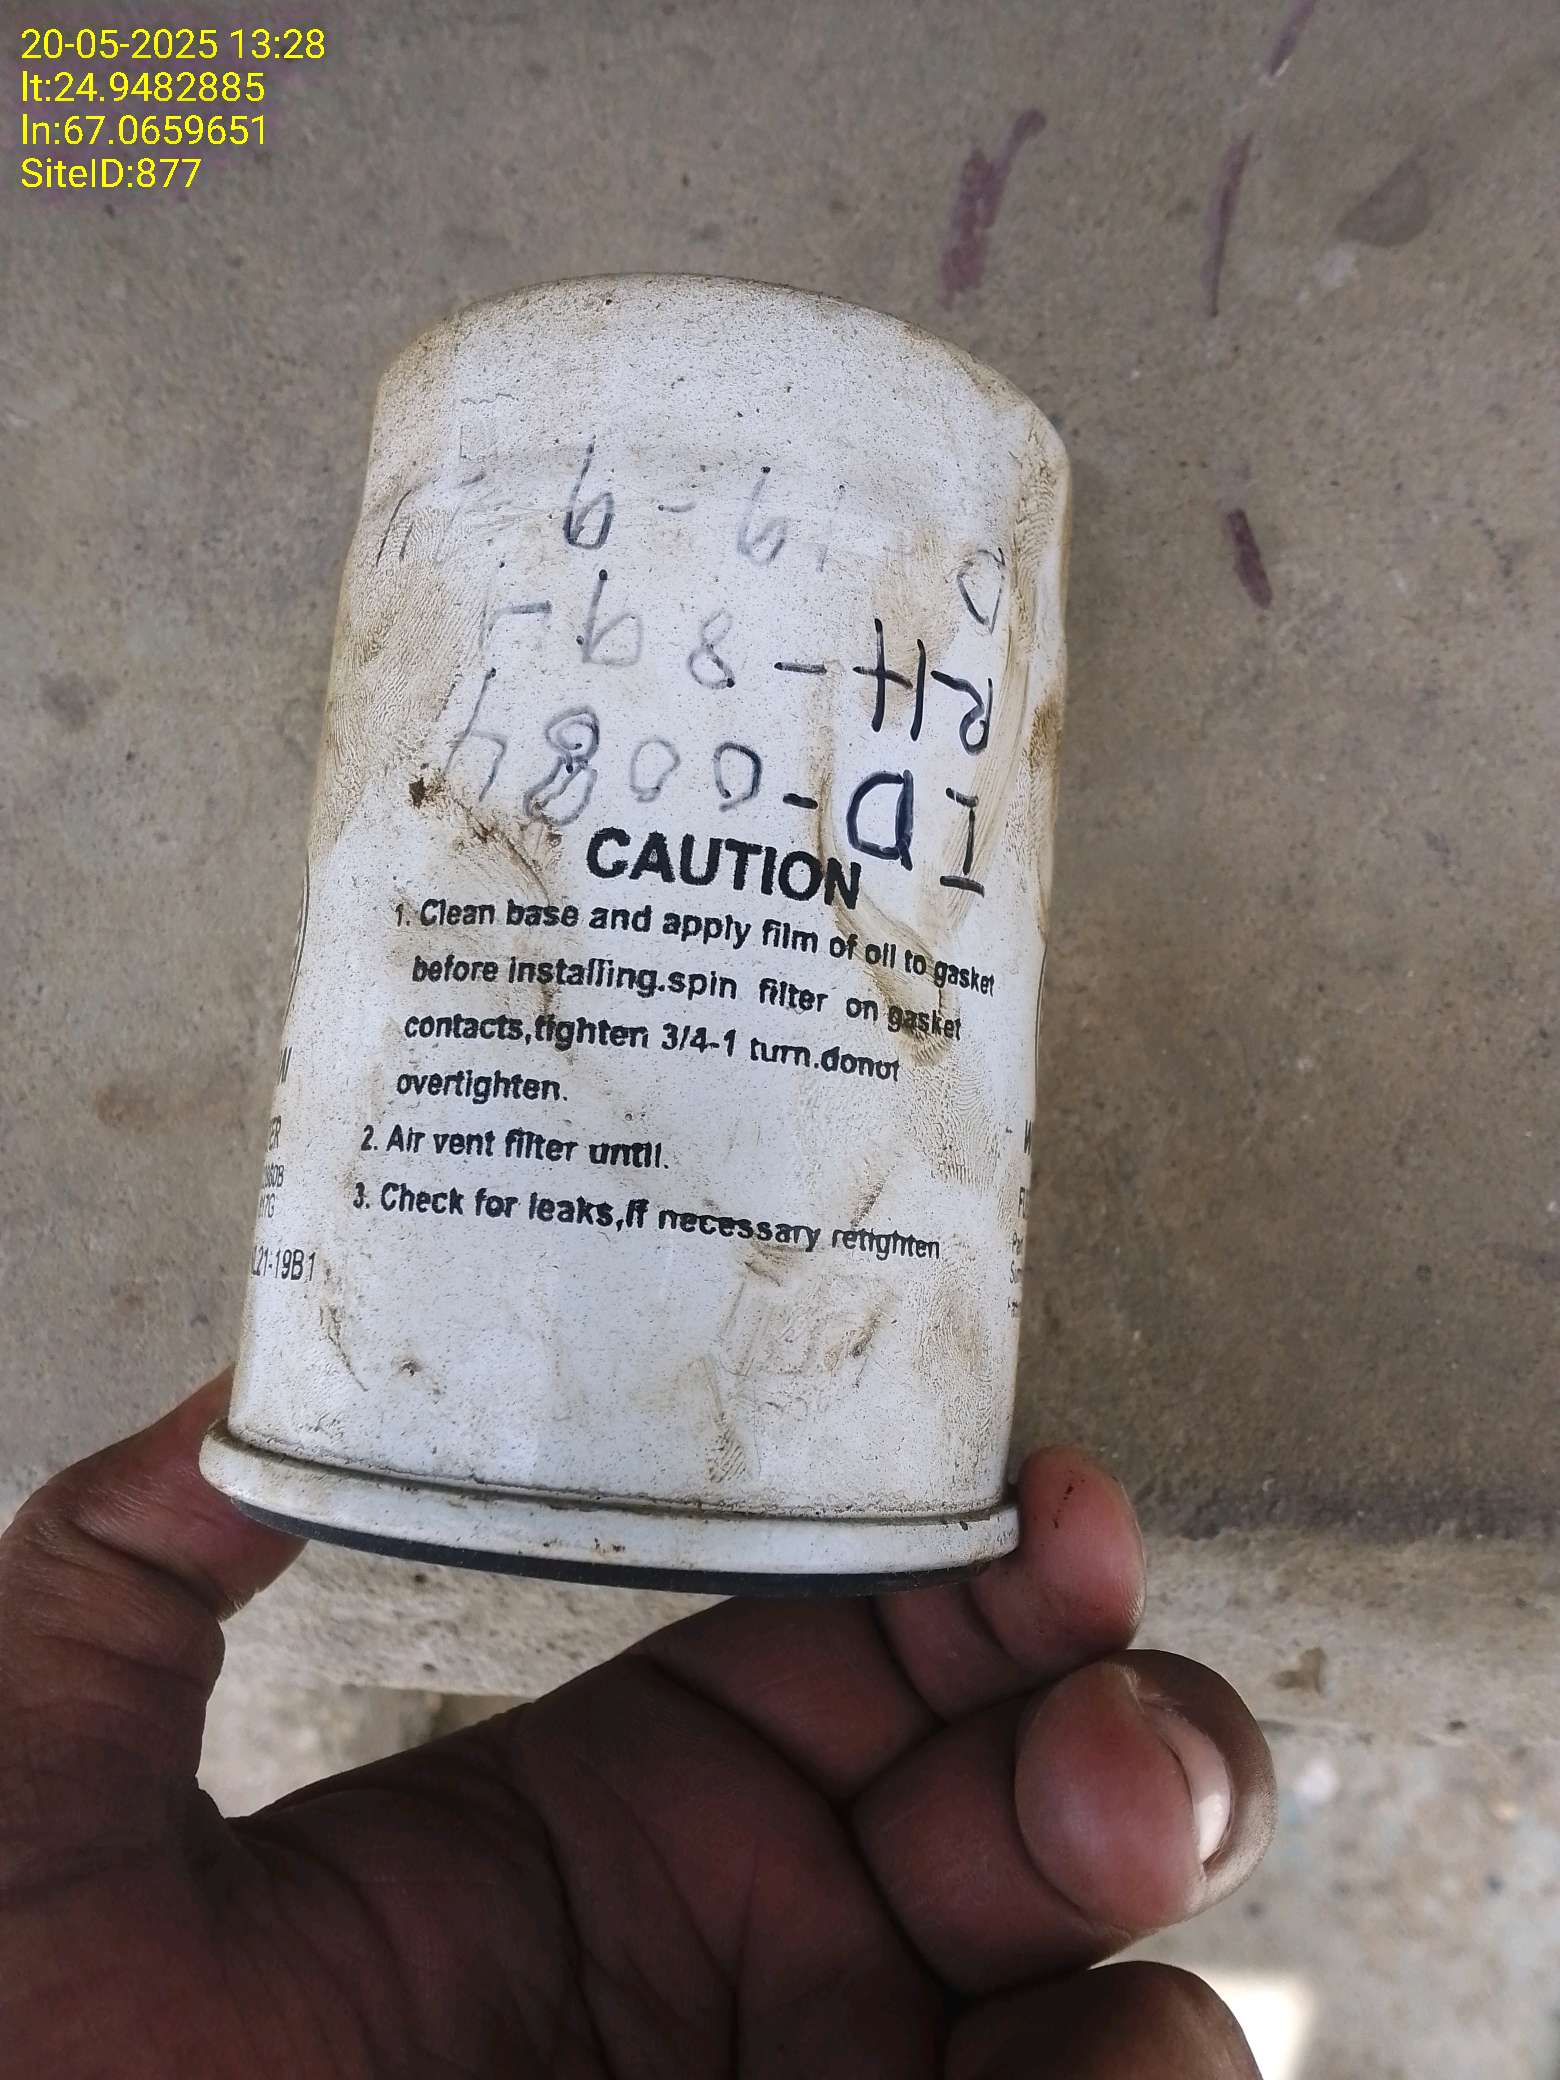 20-05-2025 13:28
lt:24.9482885
ln:67.0659651
SiteID:877
ID-0084
CAUTION
1. Clean base and apply film of oil to gasket
before installing.spin filter on gasket
contacts,tighten 3/4-1 turn.donot
overtighten.
2. Air vent filter until.
3. Check for leaks,if necessary retighten
L21-19B1